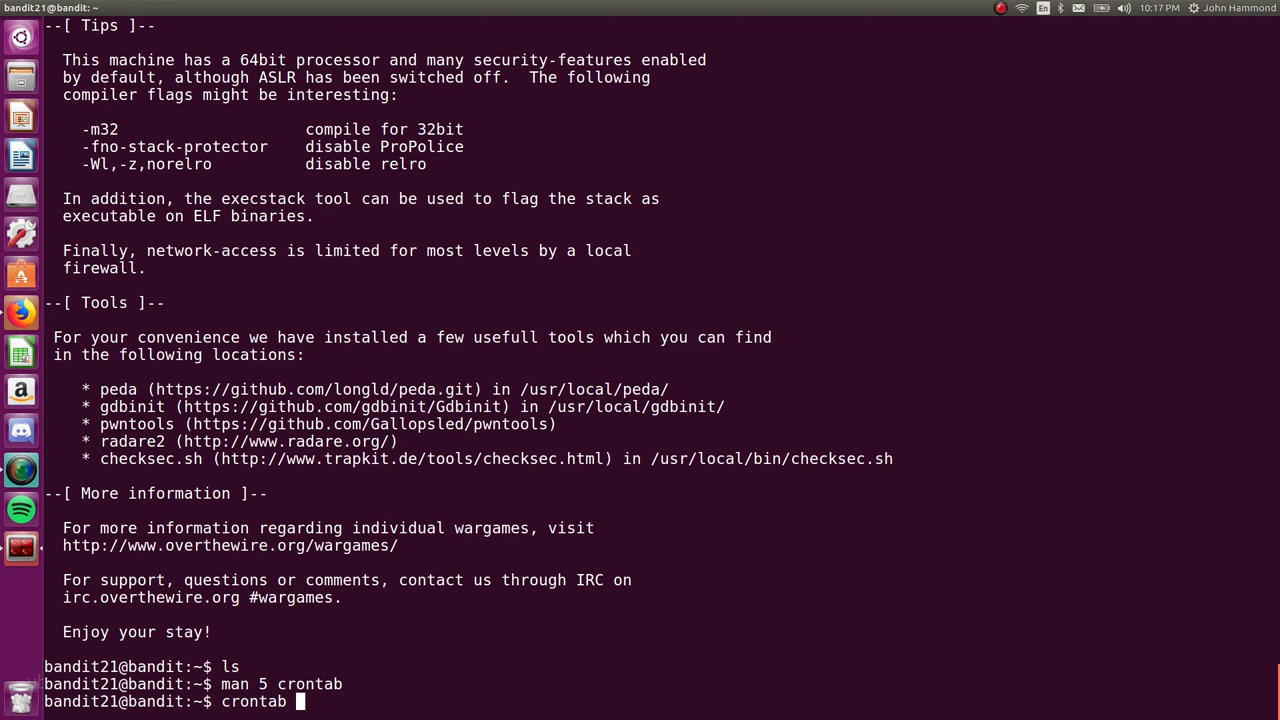 bandit21@bandit: ~
En
10:17 PM
John Hammond
--[ Tips ]--
This machine has a 64bit processor and many security-features enabled
by default, although ASLR has been switched off.  The following
compiler flags might be interesting:
-m32                    compile for 32bit
-fno-stack-protector    disable ProPolice
-Wl,-z,norelro          disable relro
In addition, the execstack tool can be used to flag the stack as
executable on ELF binaries.
Finally, network-access is limited for most levels by a local
firewall.
--[ Tools ]--
For your convenience we have installed a few usefull tools which you can find
in the following locations:
* peda (https://github.com/longld/peda.git) in /usr/local/peda/
* gdbinit (https://github.com/gdbinit/Gdbinit) in /usr/local/gdbinit/
* pwntools (https://github.com/Gallopsled/pwntools)
* radare2 (http://www.radare.org/)
* checksec.sh (http://www.trapkit.de/tools/checksec.html) in /usr/local/bin/checksec.sh
--[ More information ]--
For more information regarding individual wargames, visit
http://www.overthewire.org/wargames/
For support, questions or comments, contact us through IRC on
irc.overthewire.org #wargames.
Enjoy your stay!
bandit21@bandit:~$ ls
bandit21@bandit:~$ man 5 crontab
bandit21@bandit:~$ crontab